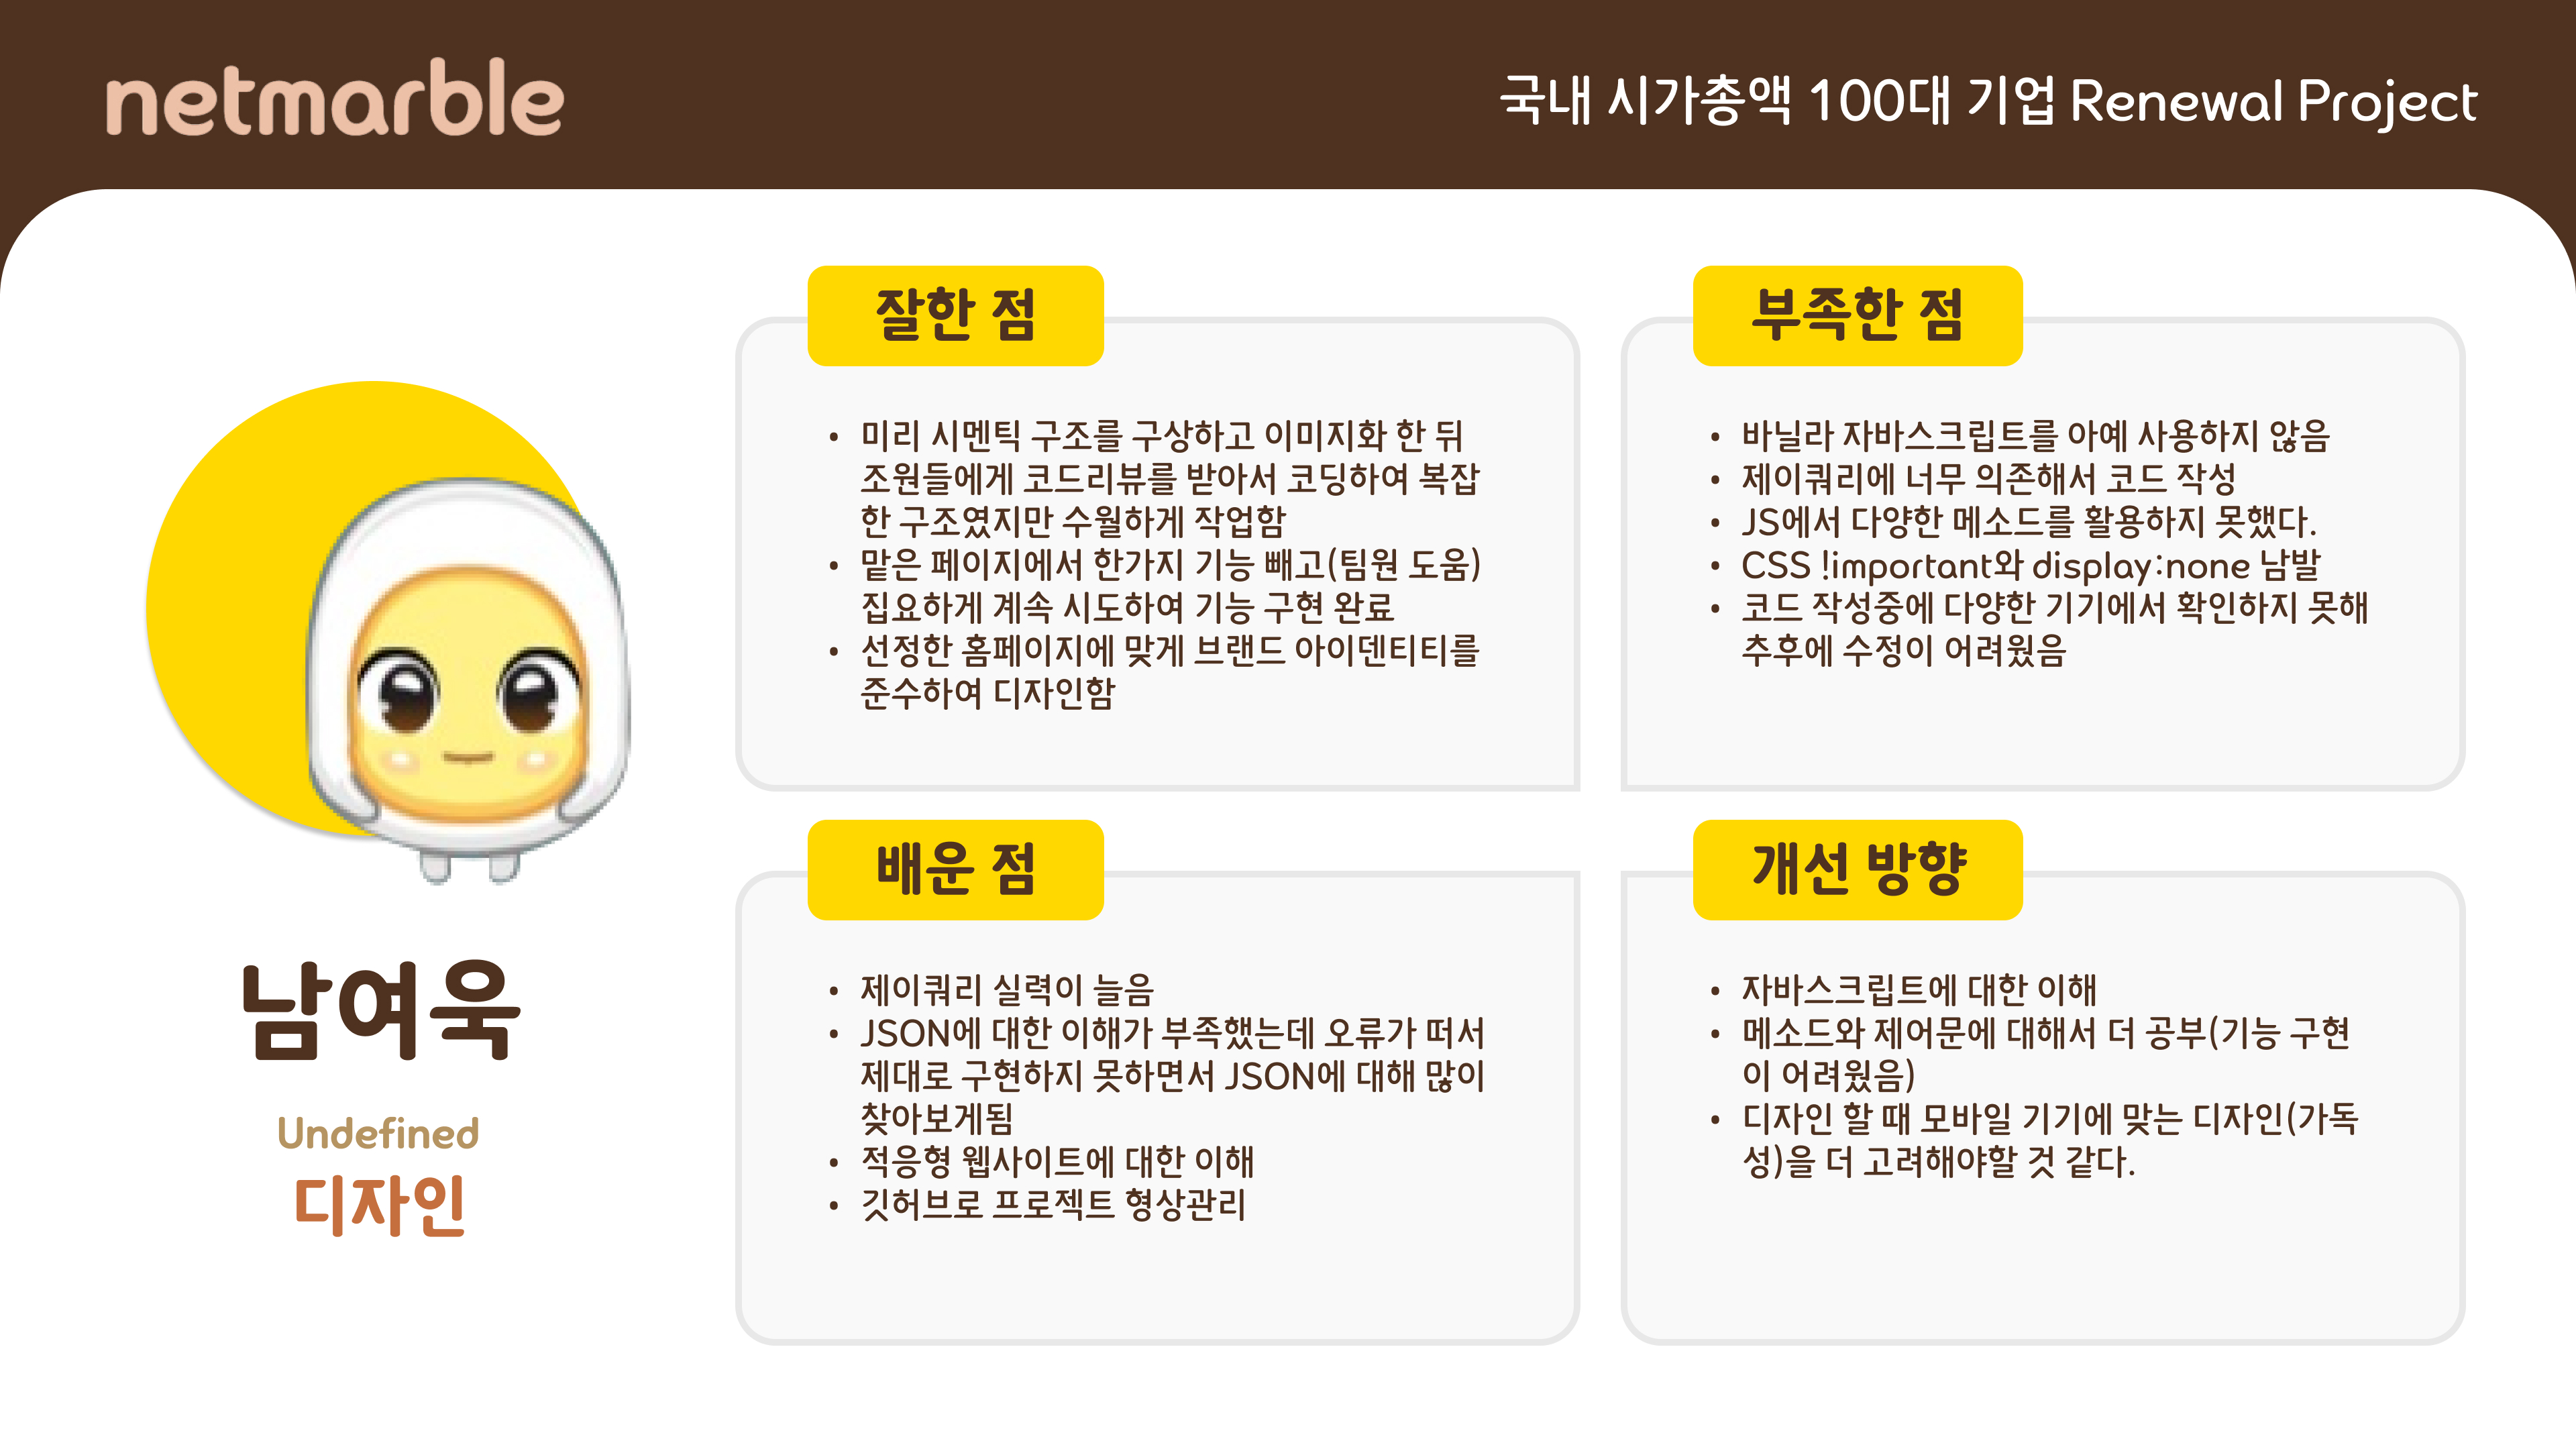 netmarble
국내 시가총액 100대 기업 Renewal Project
잘한 점
• 미리 시멘틱 구조를 구상하고 이미지화 한 뒤
조원들에게 코드리뷰를 받아서 코딩하여 복잡
한 구조였지만 수월하게 작업함
• 맡은 페이지에서 한가지 기능 빼고(팀원 도움)
집요하게 계속 시도하여 기능 구현 완료
• 선정한 홈페이지에 맞게 브랜드 아이덴티티를
준수하여 디자인함
부족한 점
• 바닐라 자바스크립트를 아예 사용하지 않음
• 제이쿼리에 너무 의존해서 코드 작성
• JS에서 다양한 메소드를 활용하지 못했다.
• CSS !important와 display:none 남발
• 코드 작성중에 다양한 기기에서 확인하지 못해
추후에 수정이 어려웠음
남여욱
Undefined
디자인
배운 점
• 제이쿼리 실력이 늘음
• JSON에 대한 이해가 부족했는데 오류가 떠서
제대로 구현하지 못하면서 JSON에 대해 많이
찾아보게됨
• 적응형 웹사이트에 대한 이해
• 깃허브로 프로젝트 형상관리
개선 방향
• 자바스크립트에 대한 이해
• 메소드와 제어문에 대해서 더 공부(기능 구현
이 어려웠음)
• 디자인 할 때 모바일 기기에 맞는 디자인(가독
성)을 더 고려해야할 것 같다.